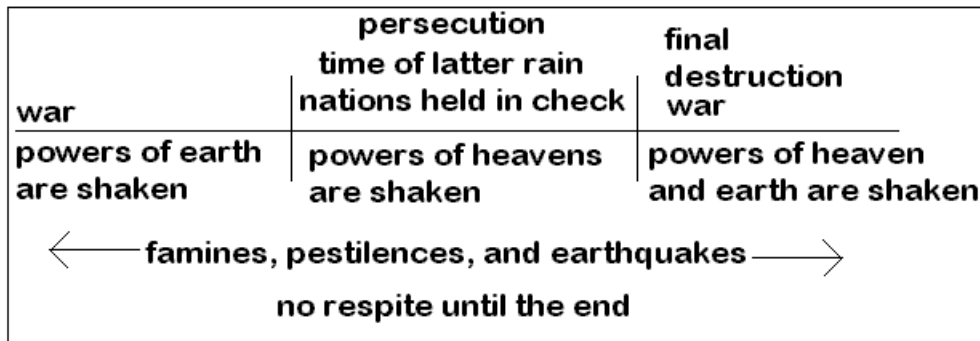 war
persecution
time of latter rain
nations held in check
final
destruction
war
powers of earth
are shaken
powers of heavens
are shaken
powers of heaven
and earth are shaken
famines, pestilences, and earthquakes
no respite until the end